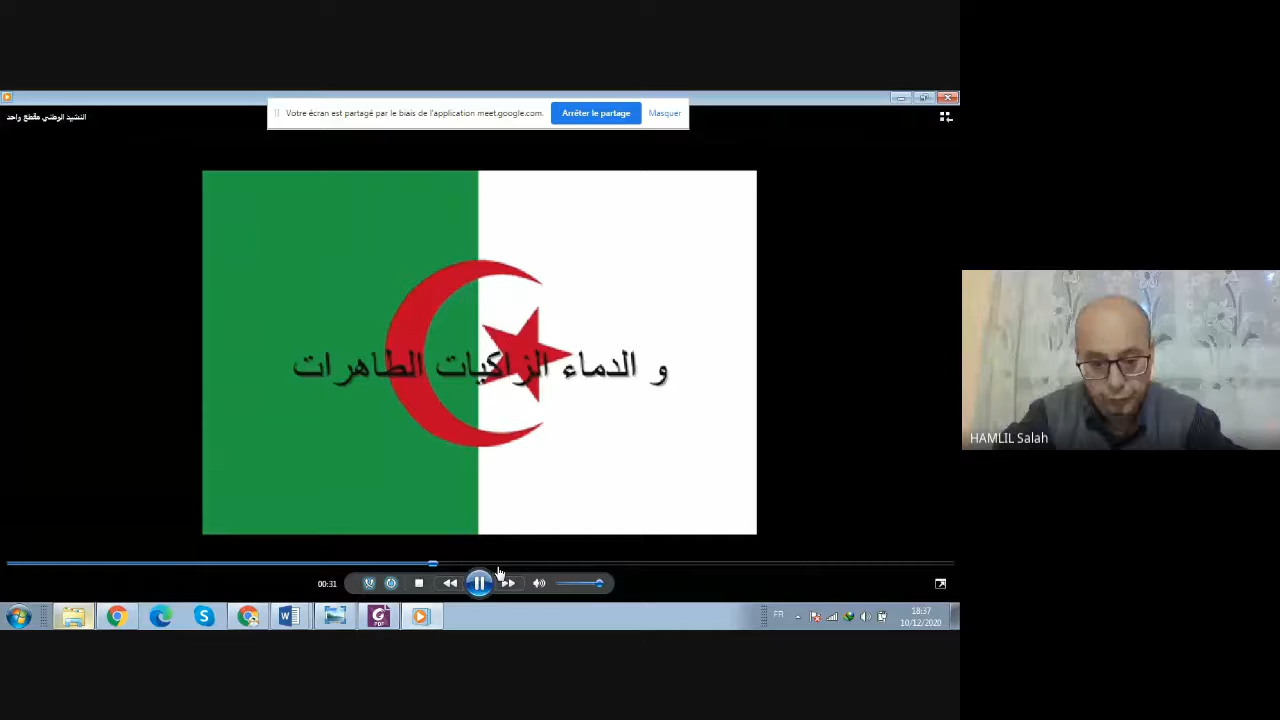 Votre écran est partagé par le biais de l'application meet.google.com.
Arrêter le partage
Masquer
النشيد الوطني مقطع واحد
و الدماء الزاكيات الطاهرات
HAMLIL Salah
00:31
FR
18:37
10/12/2020
PDF